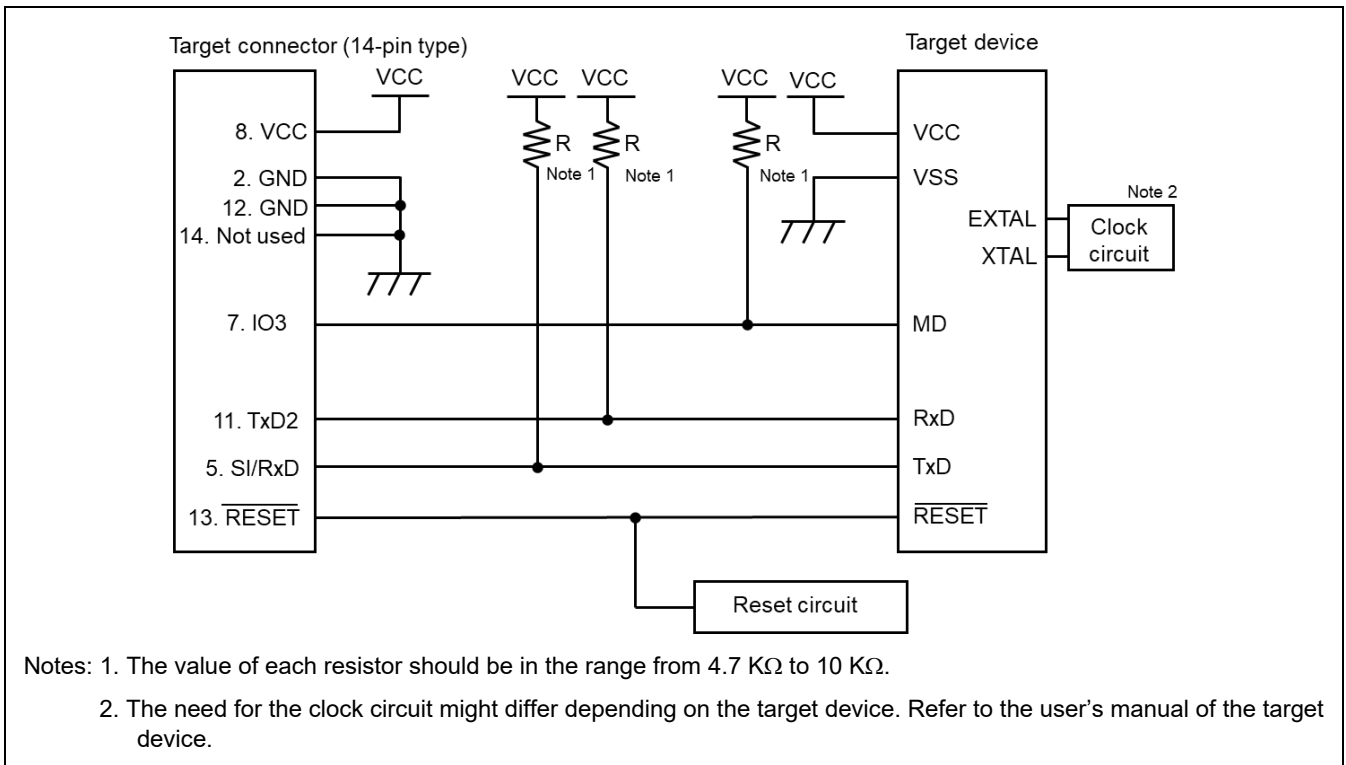 Target connector (14-pin type)
Target device
VCC
VCC
VCC
VCC
VCC
8. VCC
R
R
R
VCC
Note 1
Note 1
Note 1
2. GND
VSS
Note 2
12. GND
EXTAL
Clock
circuit
14. Not used
XTAL
7. IO3
MD
11. TxD2
RxD
5. SI/RxD
TxD
13. RESET
RESET
Reset circuit
Notes: 1. The value of each resistor should be in the range from 4.7 KΩ to 10 KΩ.
2. The need for the clock circuit might differ depending on the target device. Refer to the user's manual of the target
device.